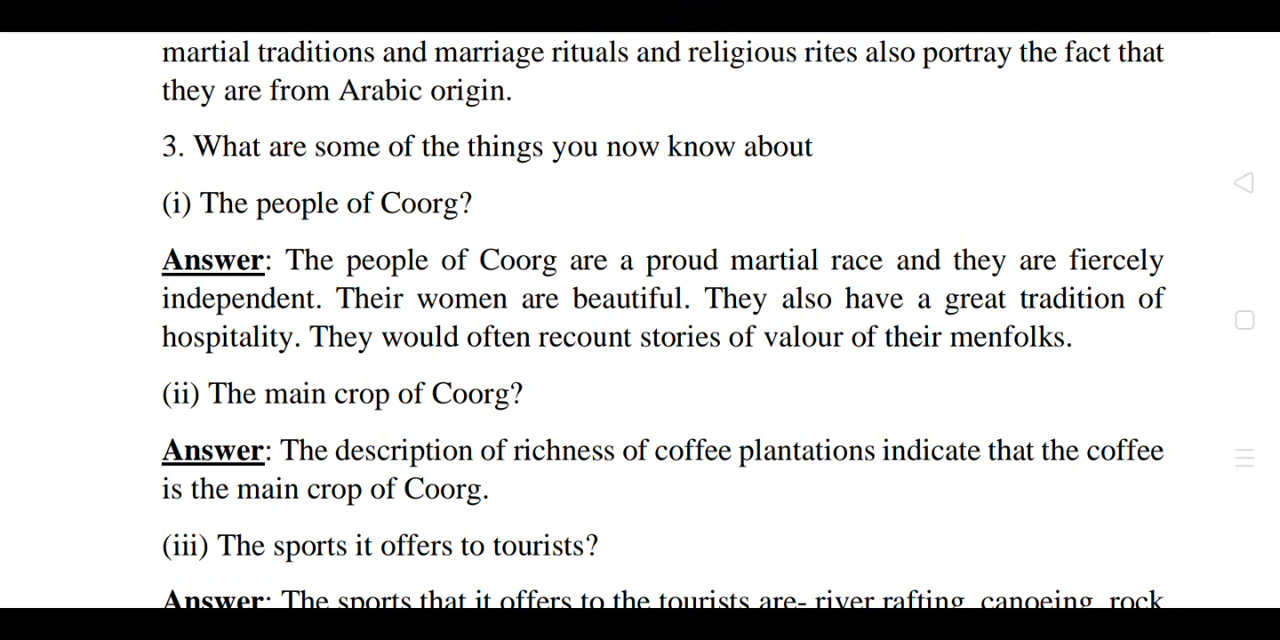 martial traditions and marriage rituals and religious rites also portray the fact that
they are from Arabic origin.
3. What are some of the things you now know about
(i) The people of Coorg?
Answer: The people of Coorg are a proud martial race and they are fiercely
independent. Their women are beautiful. They also have a great tradition of
hospitality. They would often recount stories of valour of their menfolks.
(ii) The main crop of Coorg?
Answer: The description of richness of coffee plantations indicate that the coffee
is the main crop of Coorg.
(iii) The sports it offers to tourists?
Answer: The sports that it offers to the tourists are- river rafting, canoeing, rock